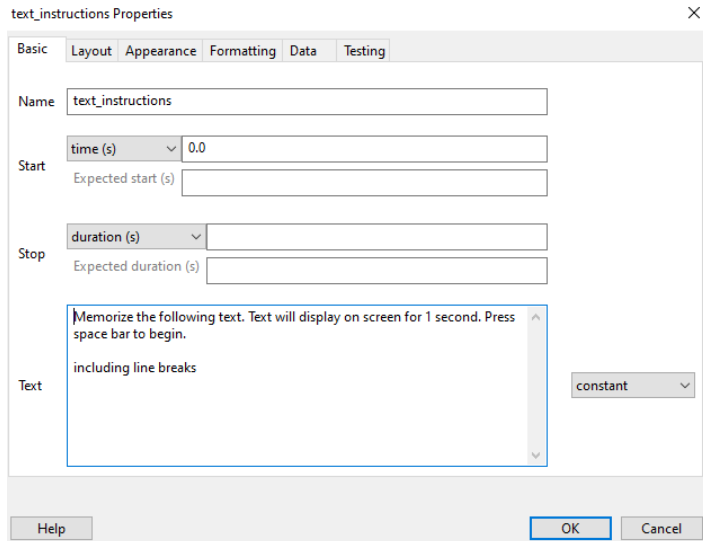 text_instructions Properties
Basic Layout Appearance Formatting Data Testing
Name text_instructions
Start time (s) 0.0
Expected start (s)
Stop duration (s)
Expected duration (s)
Text
Memorize the following text. Text will display on screen for 1 second. Press
space bar to begin.
including line breaks
constant
Help OK Cancel